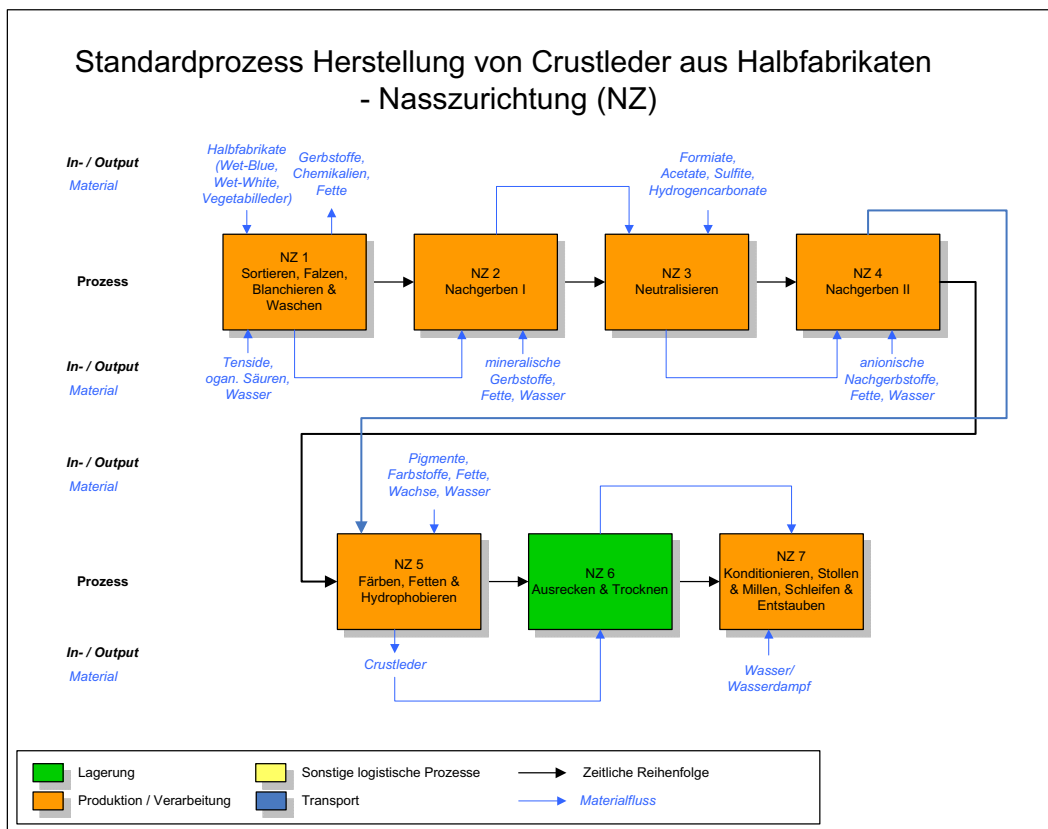 Standardprozess Herstellung von Crustleder aus Halbfabrikaten
- Nasszurichtung (NZ)
In- / Output
Material
Halbfabrikate
(Wet-Blue,
Wet-White,
Vegetabilleder)
Gerbstoffe,
Chemikalien,
Fette
Formiate,
Acetate, Sulfite,
Hydrogencarbonate
Prozess
NZ 1
Sortieren, Falzen,
Blanchieren &
Waschen
NZ 2
Nachgerben I
NZ 3
Neutralisieren
NZ 4
Nachgerben II
In- / Output
Material
Tenside,
ogan. Säuren,
Wasser
mineralische
Gerbstoffe,
Fette, Wasser
anionische
Nachgerbstoffe,
Fette, Wasser
In- / Output
Material
Pigmente,
Farbstoffe, Fette,
Wachse, Wasser
Prozess
NZ 5
Färben, Fetten &
Hydrophobieren
NZ 6
Ausrecken & Trocknen
NZ 7
Konditionieren, Stollen
& Millen, Schleifen &
Entstauben
In- / Output
Material
Crustleder
Wasser/
Wasserdampf
Lagerung
Sonstige logistische Prozesse
Zeitliche Reihenfolge
Produktion / Verarbeitung
Transport
Materialfluss